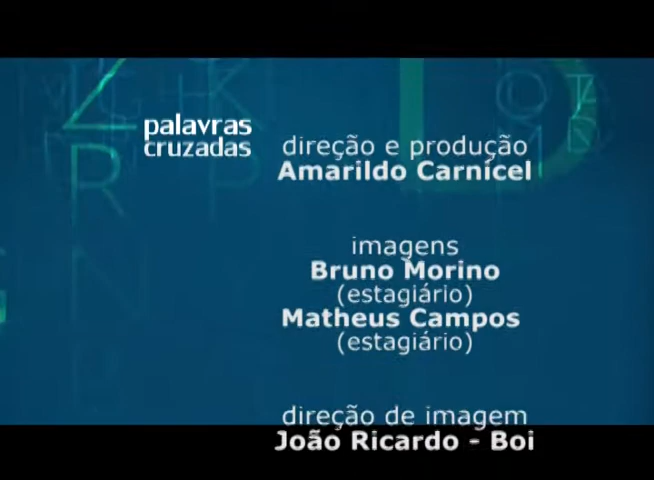 palavras
cruzadas
direção e produção
Amarildo Carnicel
imagens
Bruno Morino
(estagiário)
Matheus Campos
(estagiário)
direção de imagem
João Ricardo - Boi